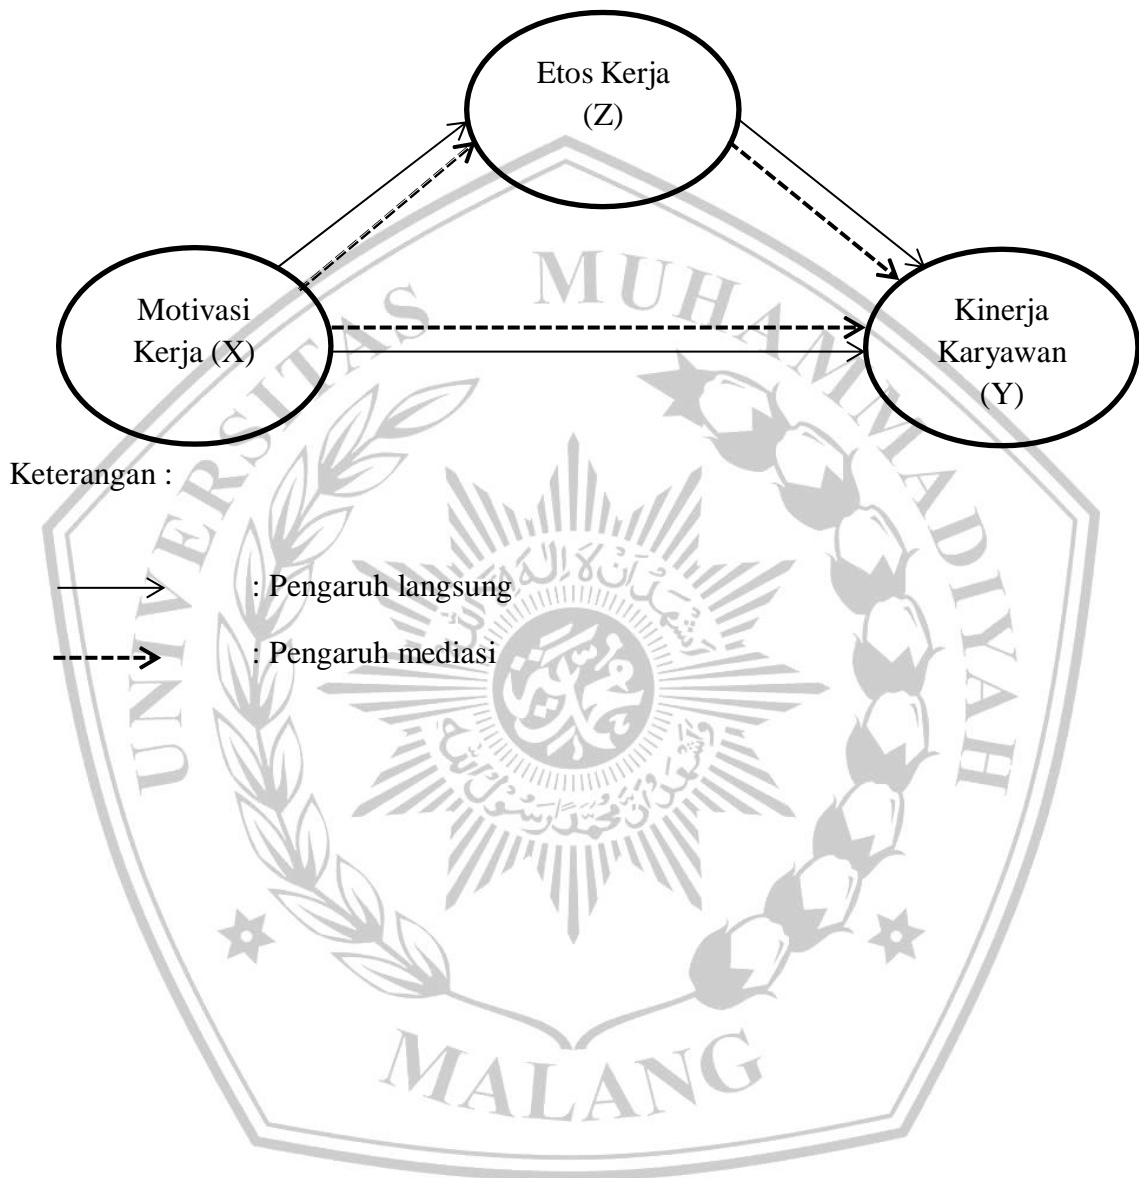 Etos Kerja
(Z)
Motivasi
Kerja (X)
Kinerja
Karyawan
(Y)
Keterangan :
: Pengaruh langsung
: Pengaruh mediasi
UNIVERSITAS MUHAMMADIYAH
MALANG